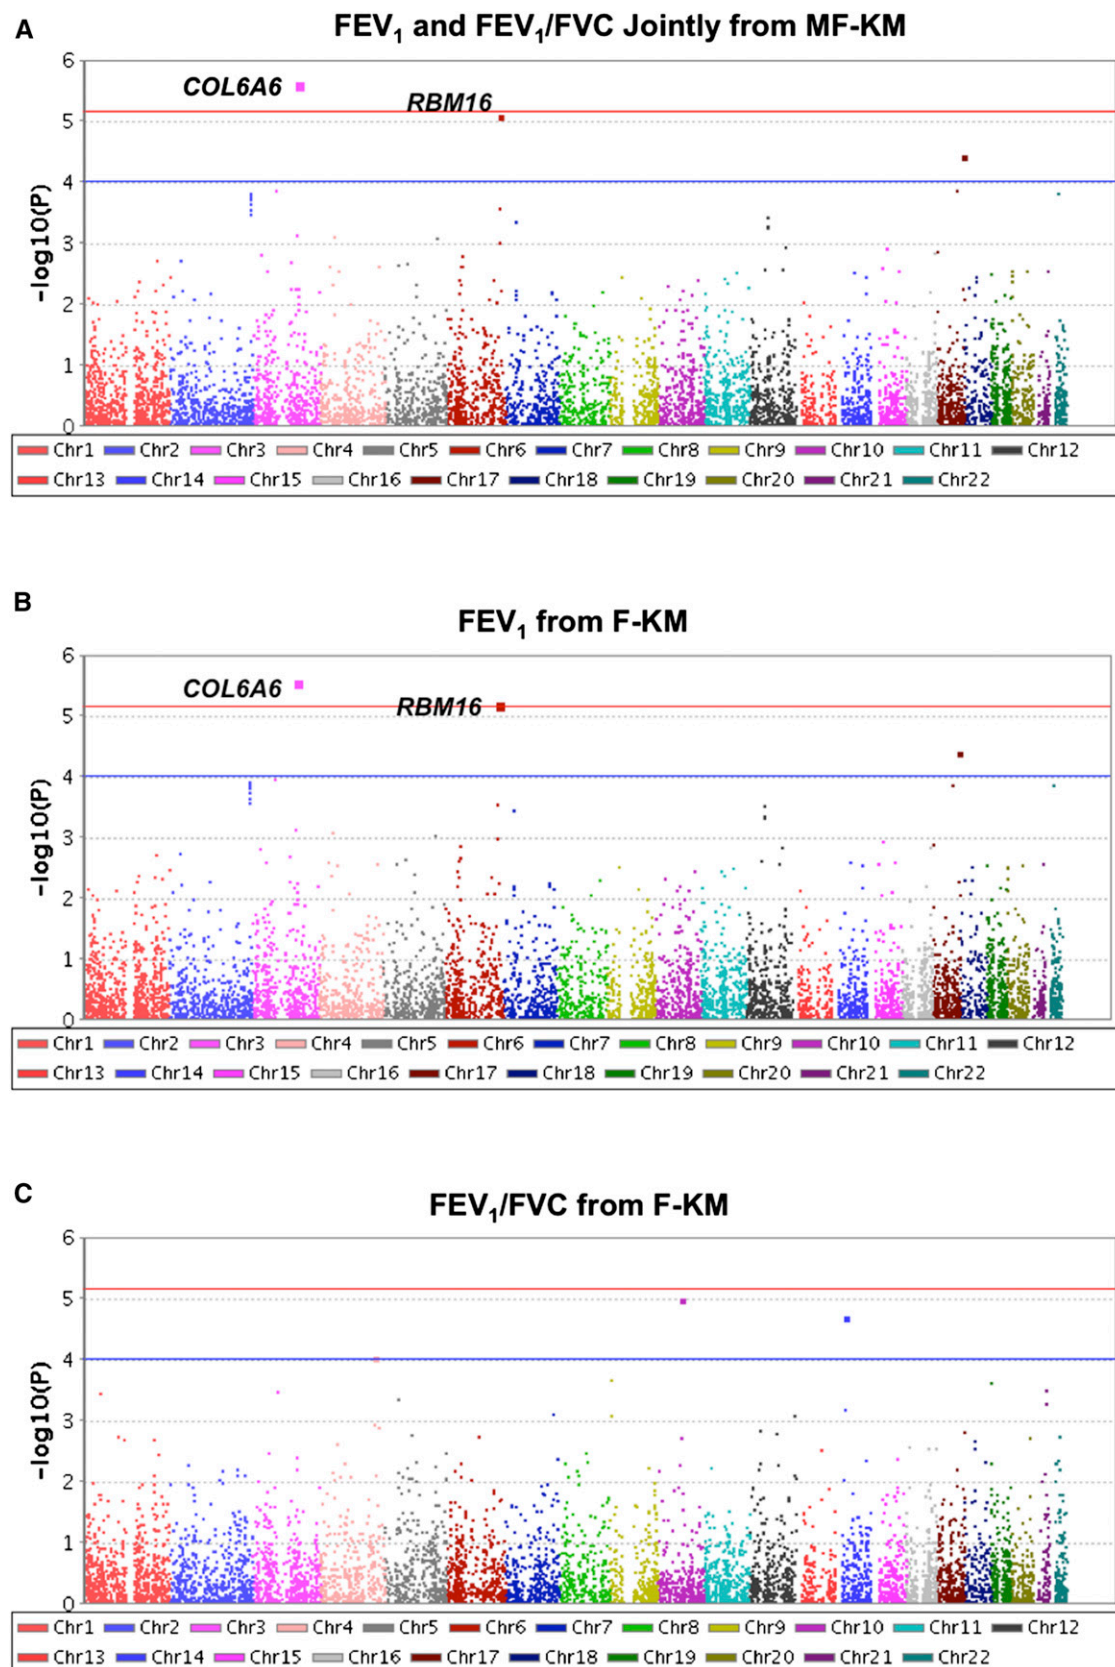 A
FEV₁ and FEV₁/FVC Jointly from MF-KM
6
COL6A6
RBM16
5
4
3
2
1
0
-log10(P)
Chr1 Chr2 Chr3 Chr4 Chr5 Chr6 Chr7 Chr8 Chr9 Chr10 Chr11 Chr12
Chr13 Chr14 Chr15 Chr16 Chr17 Chr18 Chr19 Chr20 Chr21 Chr22
B
FEV₁ from F-KM
6
COL6A6
RBM16
5
4
3
2
1
0
-log10(P)
Chr1 Chr2 Chr3 Chr4 Chr5 Chr6 Chr7 Chr8 Chr9 Chr10 Chr11 Chr12
Chr13 Chr14 Chr15 Chr16 Chr17 Chr18 Chr19 Chr20 Chr21 Chr22
C
FEV₁/FVC from F-KM
6
5
4
3
2
1
0
-log10(P)
Chr1 Chr2 Chr3 Chr4 Chr5 Chr6 Chr7 Chr8 Chr9 Chr10 Chr11 Chr12
Chr13 Chr14 Chr15 Chr16 Chr17 Chr18 Chr19 Chr20 Chr21 Chr22